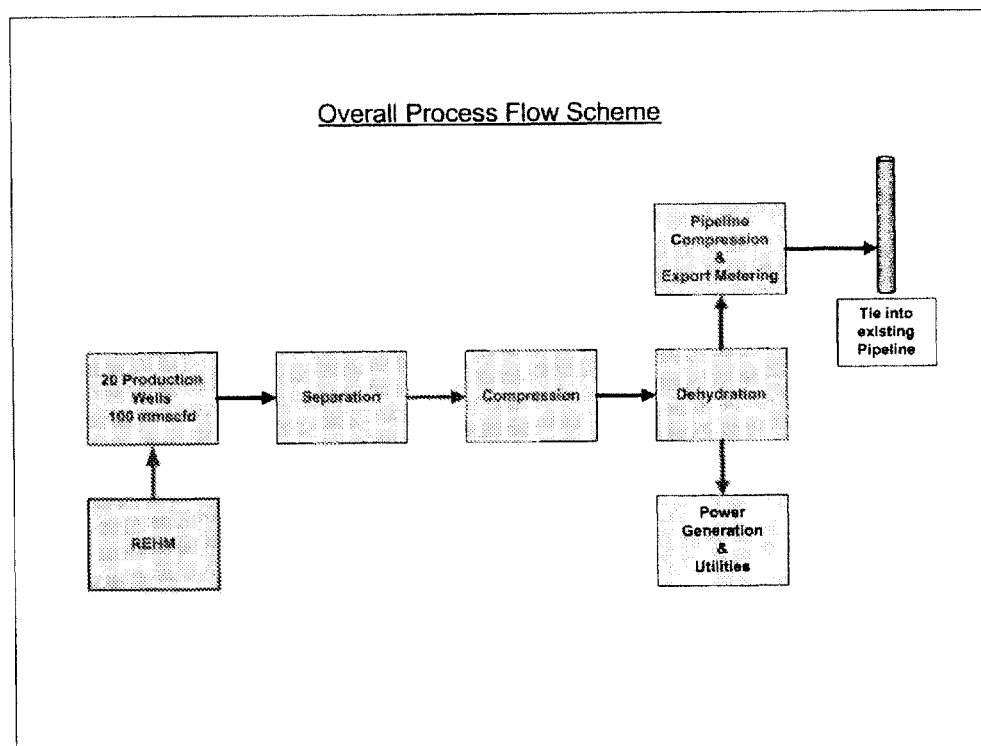 Overall Process Flow Scheme
Pipeline
Compression
&
Export Metering
Tie into
existing
Pipeline
20 Production
Wells
100 mmscfd
Separation
Compression
Dehydration
REHM
Power
Generation
&
Utilities